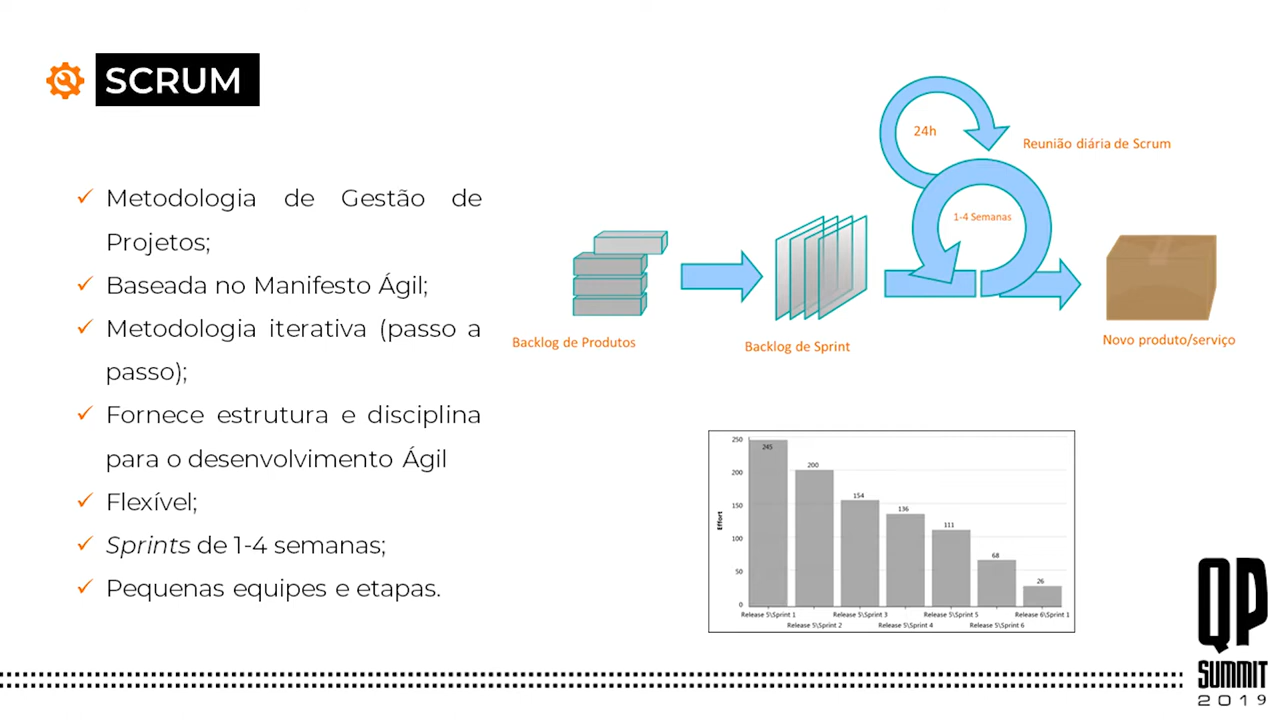 SCRUM
Metodologia de Gestão de
Projetos;
Baseada no Manifesto Ágil;
Metodologia iterativa (passo a
passo);
Fornece estrutura e disciplina
para o desenvolvimento Ágil
Flexível;
Sprints de 1-4 semanas;
Pequenas equipes e etapas.
24h
Reunião diária de Scrum
1-4 Semanas
Backlog de Produtos
Backlog de Sprint
Novo produto/serviço
Effort
250
200
150
100
50
0
245
200
154
136
111
68
26
Release 5\Sprint 1
Release 5\Sprint 2
Release 5\Sprint 3
Release 5\Sprint 4
Release 5\Sprint 5
Release 5\Sprint 6
Release 6\Sprint 1
QP
SUMMIT
2019